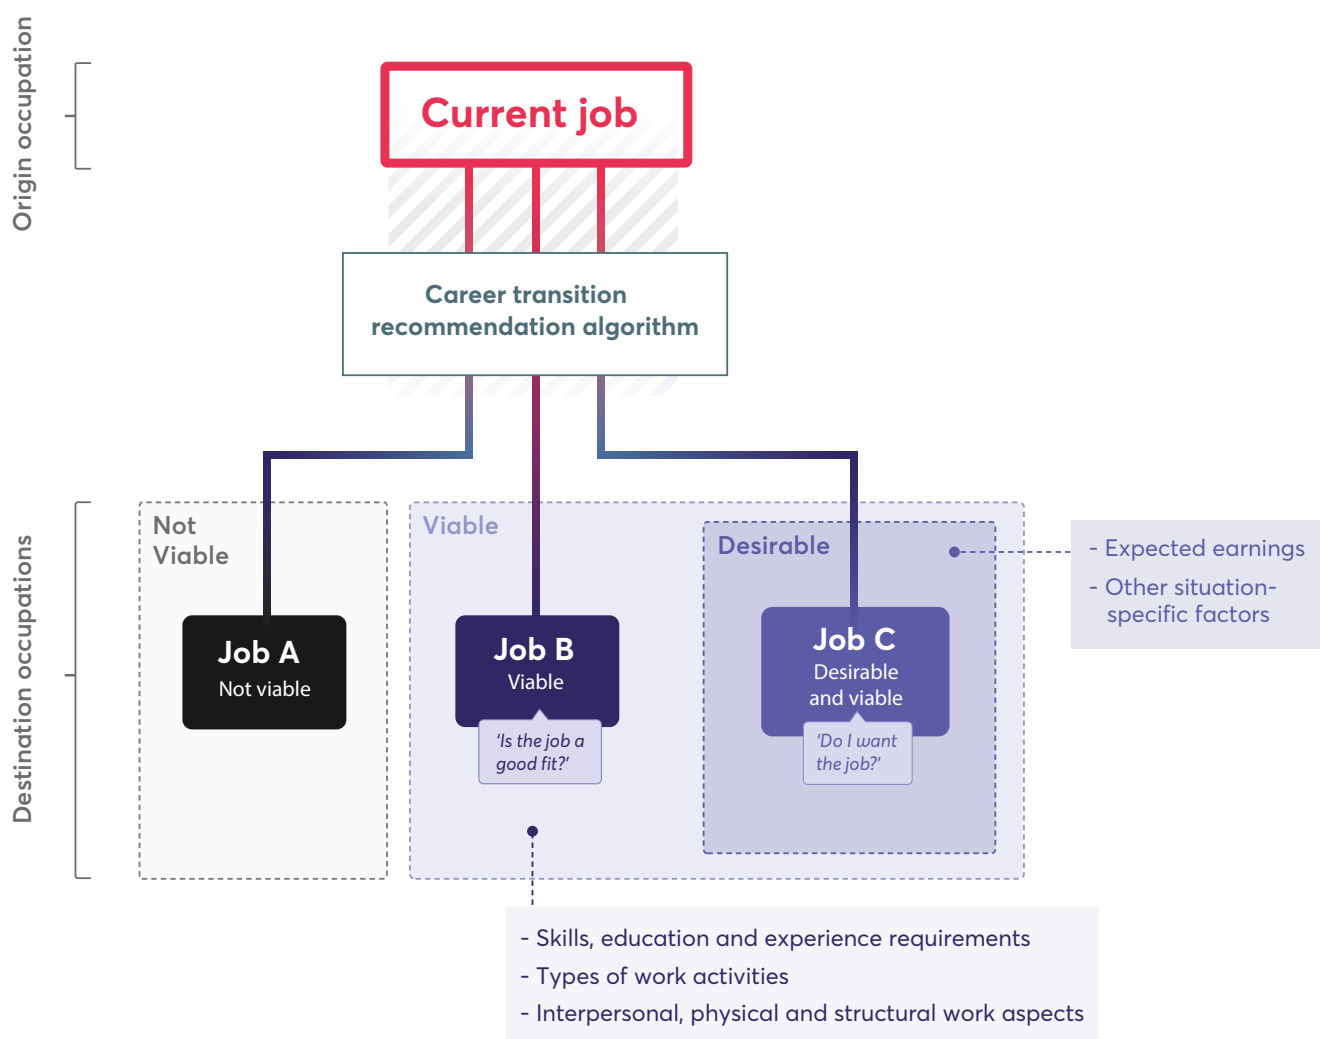 Origin occupation
Current job
Career transition
recommendation algorithm
Destination occupations
Not
Viable
Viable
Desirable
- Expected earnings
- Other situation-
specific factors
Job A
Not viable
Job B
Viable
'Is the job a
good fit?'
Job C
Desirable
and viable
'Do I want
the job?'
- Skills, education and experience requirements
- Types of work activities
- Interpersonal, physical and structural work aspects